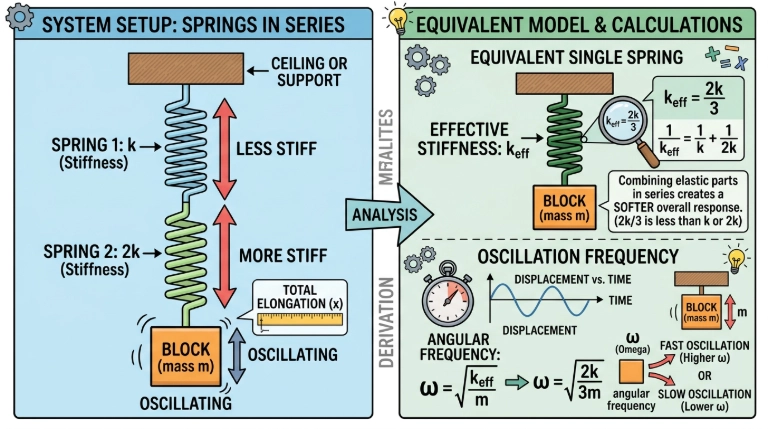 SYSTEM SETUP: SPRINGS IN SERIES
CEILING OR
SUPPORT
SPRING 1: k
(Stiffness)
LESS STIFF
SPRING 2: 2k
(Stiffness)
MORE STIFF
TOTAL
ELONGATION (x)
BLOCK
(mass m)
OSCILLATING
OSCILLATING
MFIALITES
ANALYSIS
DERIVATION
EQUIVALENT MODEL & CALCULATIONS
EQUIVALENT SINGLE SPRING
EFFECTIVE
STIFFNESS: k_eff
k_eff = 2k/3
k_eff = 2k/3
1/k_eff = 1/k + 1/2k
BLOCK
(mass m)
Combining elastic parts
in series creates a
SOFTER overall response.
(2k/3 is less than k or 2k)
OSCILLATION FREQUENCY
DISPLACEMENT vs. TIME
TIME
DISPLACEMENT
BLOCK
(mass m)
m
ANGULAR
FREQUENCY:
ω = √(k_eff/m) → ω = √(2k/3m)
ω
(Omega)
angular
frequency
FAST OSCILLATION
(Higher ω)
OR
SLOW OSCILLATION
(Lower ω)